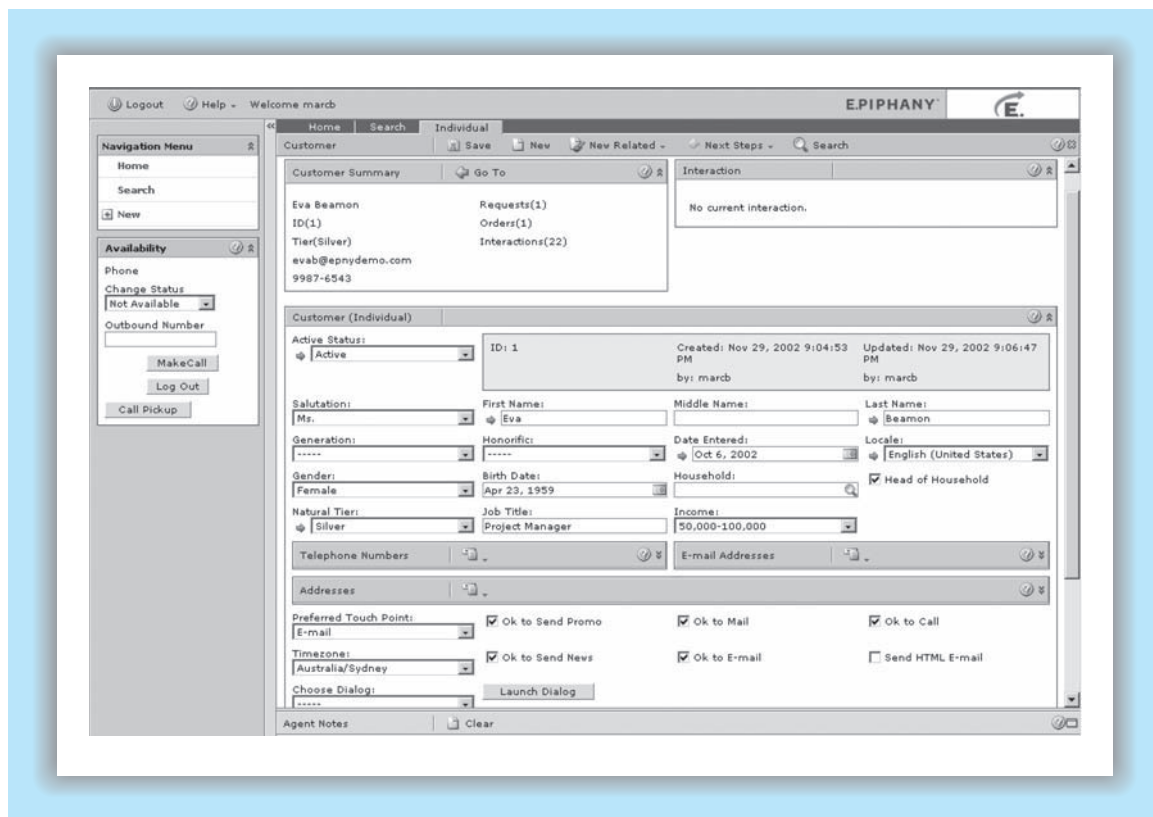 Logout Help Welcome marcb E.PIPHANY E.
Home Search Individual
Navigation Menu
Home
Search
New
Availability
Phone
Change Status
Not Available
Outbound Number
MakeCall
Log Out
Call Pickup
Customer Save New New Related Next Steps Search
Customer Summary Go To
Eva Beamon Requests(1)
ID(1) Orders(1)
Tier(Silver) Interactions(22)
evab@epnydemo.com
9987-6543
Interaction
No current interaction.
Customer (Individual)
Active Status:
Active
ID: 1 Created: Nov 29, 2002 9:04:53 PM Updated: Nov 29, 2002 9:06:47 PM
by: marcb by: marcb
Salutation: First Name: Middle Name: Last Name:
Ms. Eva Beamon
Generation: Honorific: Date Entered: Locale:
----- ----- Oct 6, 2002 English (United States)
Gender: Birth Date: Household:
Female Apr 23, 1959 Head of Household
Natural Tier: Job Title: Income:
Silver Project Manager 50,000-100,000
Telephone Numbers E-mail Addresses
Addresses
Preferred Touch Point: Ok to Send Promo Ok to Mail Ok to Call
E-mail
Timezone: Ok to Send News Ok to E-mail Send HTML E-mail
Australia/Sydney
Choose Dialog: Launch Dialog
-----
Agent Notes Clear